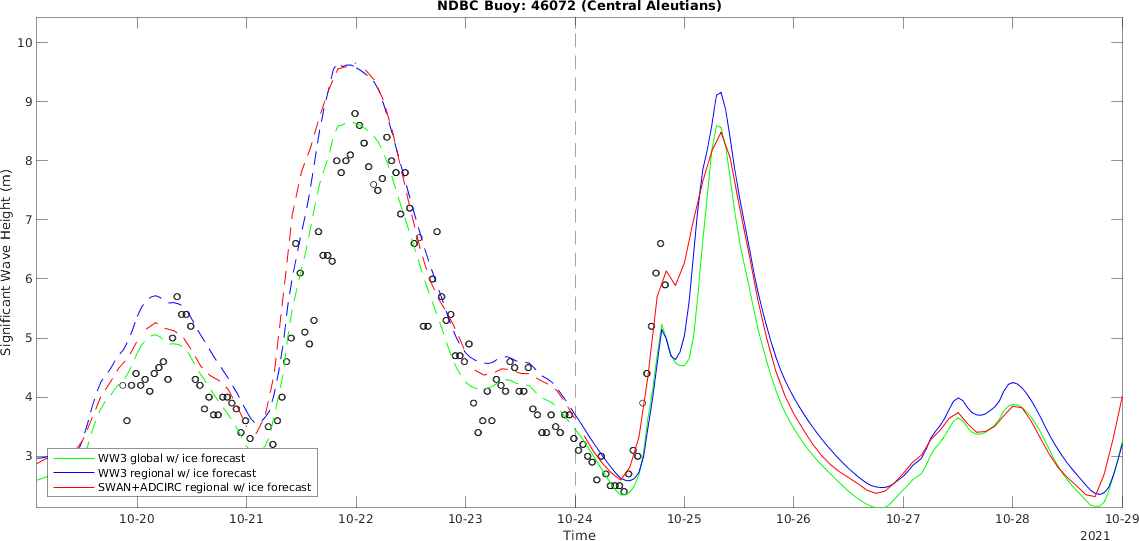 NDBC Buoy: 46072 (Central Aleutians)
10
9
8
7
6
5
4
3
Significant Wave Height (m)
WW3 global w/ ice forecast
WW3 regional w/ ice forecast
SWAN+ADCIRC regional w/ ice forecast
10-20 10-21 10-22 10-23 10-24 10-25 10-26 10-27 10-28 10-29
Time
2021